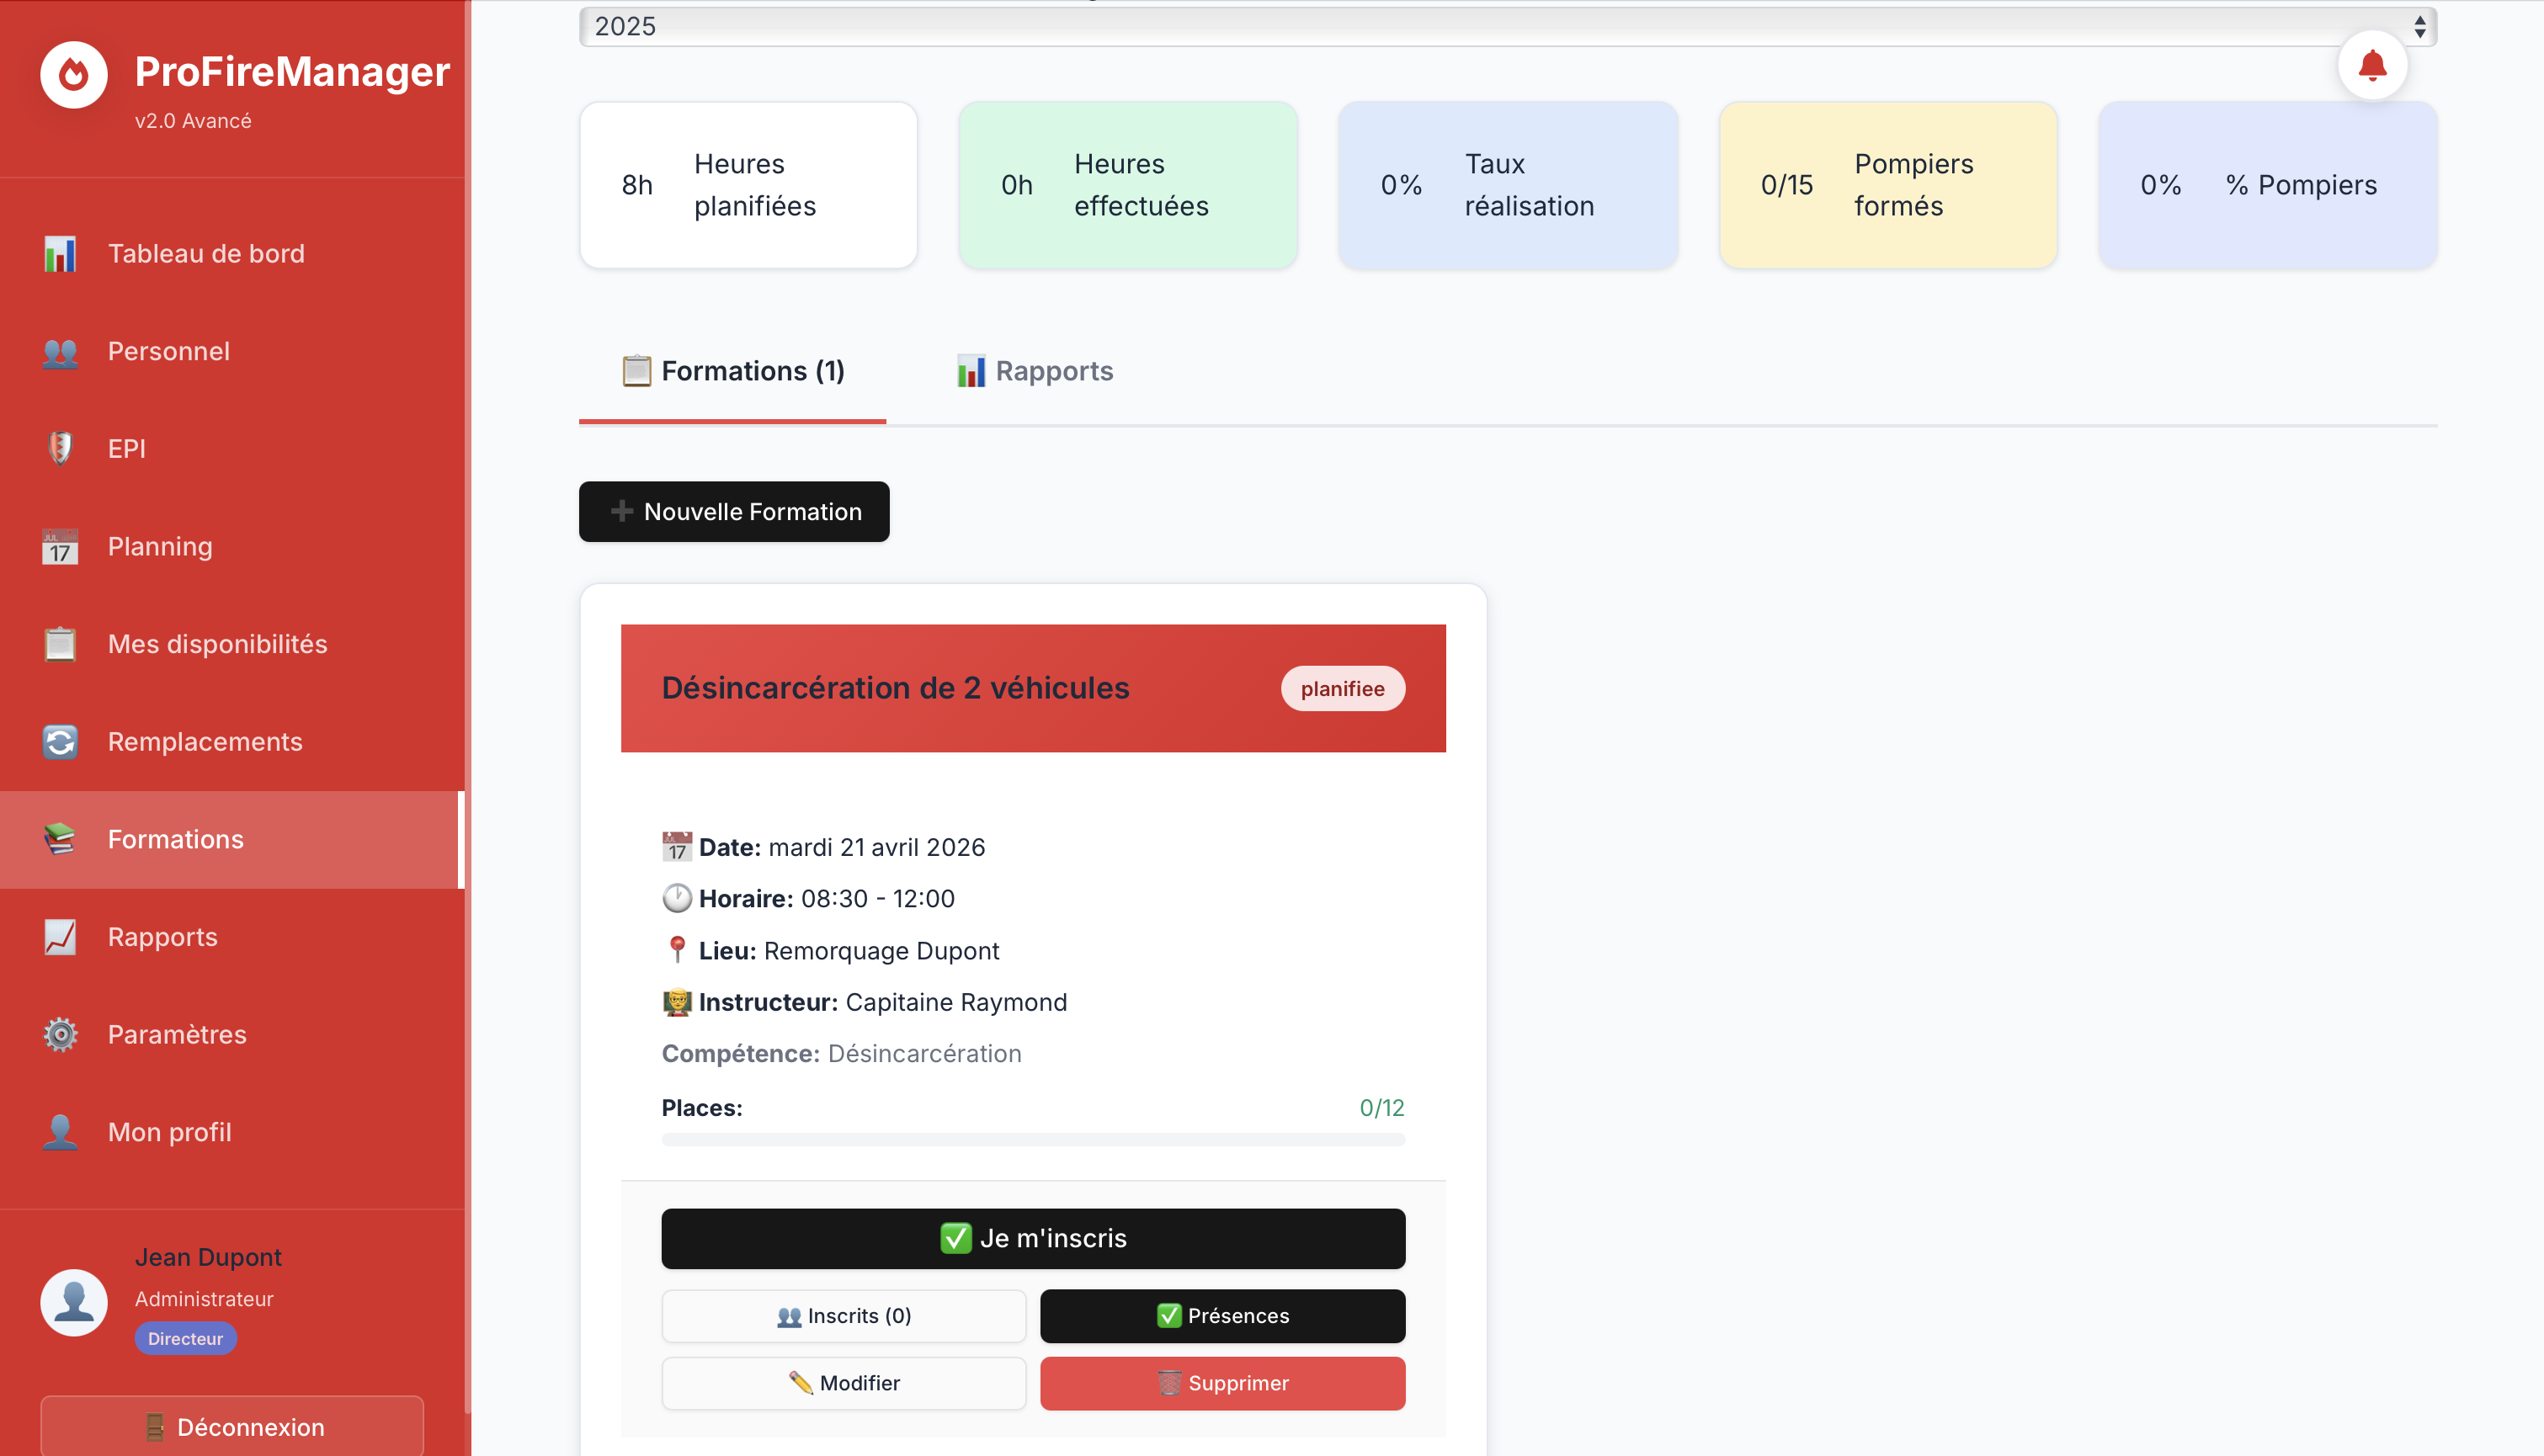 ProFireManager
v2.0 Avancé
Tableau de bord
Personnel
EPI
JUL
17
Planning
Mes disponibilités
Remplacements
Formations
Rapports
Paramètres
Mon profil
Jean Dupont
Administrateur
Directeur
Déconnexion
2025
8h
Heures
planifiées
0h
Heures
effectuées
0%
Taux
réalisation
0/15
Pompiers
formés
0%
% Pompiers
Formations (1)
Rapports
Nouvelle Formation
Désincarcération de 2 véhicules
planifiee
17
Date: mardi 21 avril 2026
Horaire: 08:30 - 12:00
Lieu: Remorquage Dupont
Instructeur: Capitaine Raymond
Compétence: Désincarcération
Places:
0/12
Je m'inscris
Inscrits (0)
Présences
Modifier
Supprimer